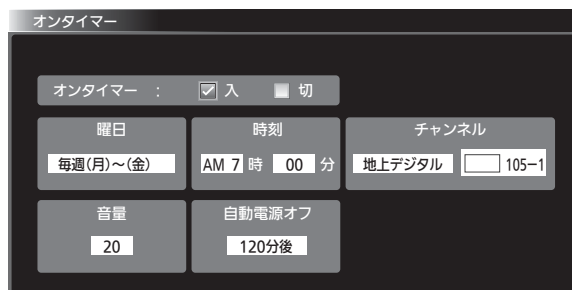 オンタイマー
オンタイマー : 入 切
曜日
毎週(月)～(金)
時刻
AM 7 時 00 分
チャンネル
地上デジタル 105−1
音量
20
自動電源オフ
120分後